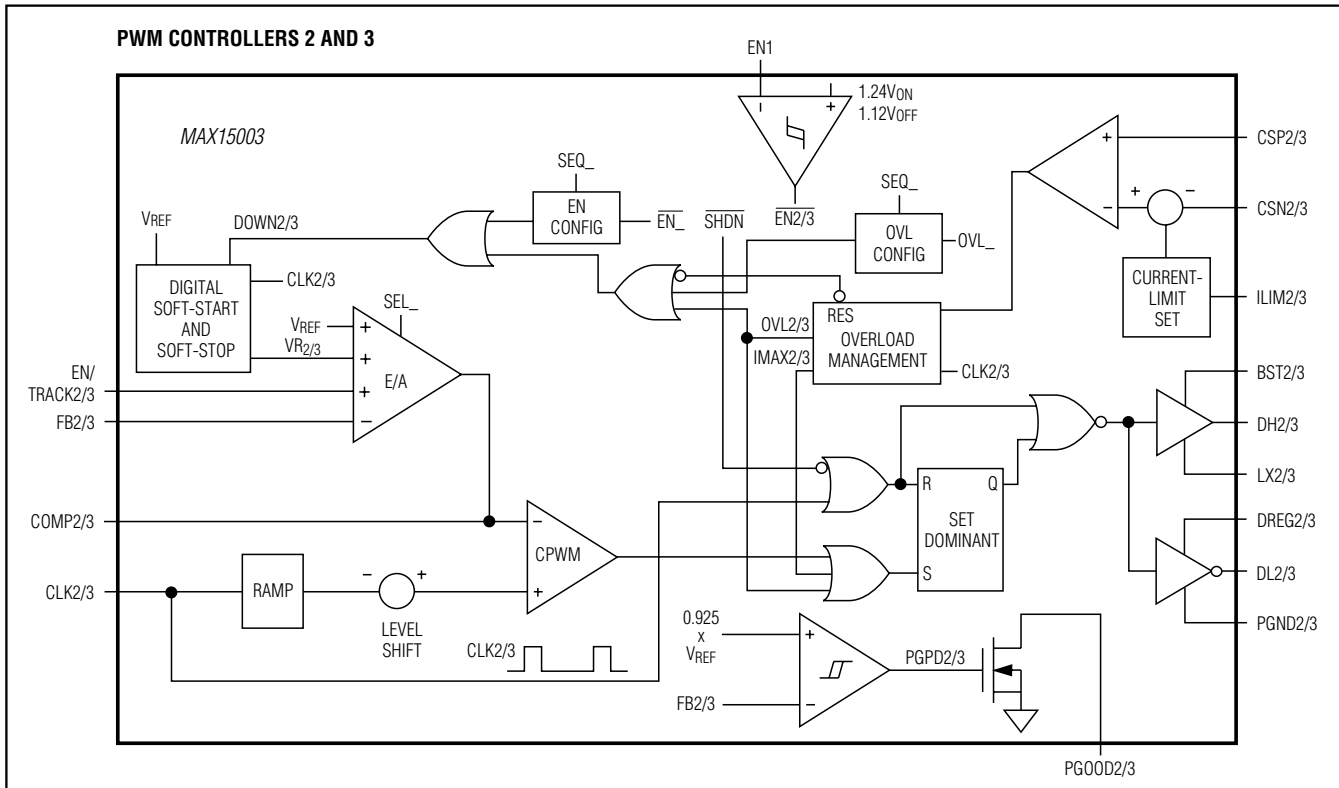 PWM CONTROLLERS 2 AND 3
EN1
1.24VON
1.12VOFF
MAX15003
SEQ_
EN
CONFIG
EN_
SHDN
EN2/3
SEQ_
OVL
CONFIG
OVL_
+
−
CSP2/3
+
−
CSN2/3
CURRENT-
LIMIT
SET
ILIM2/3
VREF
DOWN2/3
DIGITAL
SOFT-START
AND
SOFT-STOP
CLK2/3
VR2/3
SEL_
VREF
+
+
+
−
E/A
EN/
TRACK2/3
FB2/3
RES
OVERLOAD
MANAGEMENT
OVL2/3
IMAX2/3
CLK2/3
BST2/3
DH2/3
LX2/3
R
Q
SET
DOMINANT
S
COMP2/3
−
CPWM
+
CLK2/3
RAMP
−
+
LEVEL
SHIFT
CLK2/3
DREG2/3
DL2/3
PGND2/3
0.925
x
VREF
+
−
FB2/3
PGPD2/3
PGOOD2/3